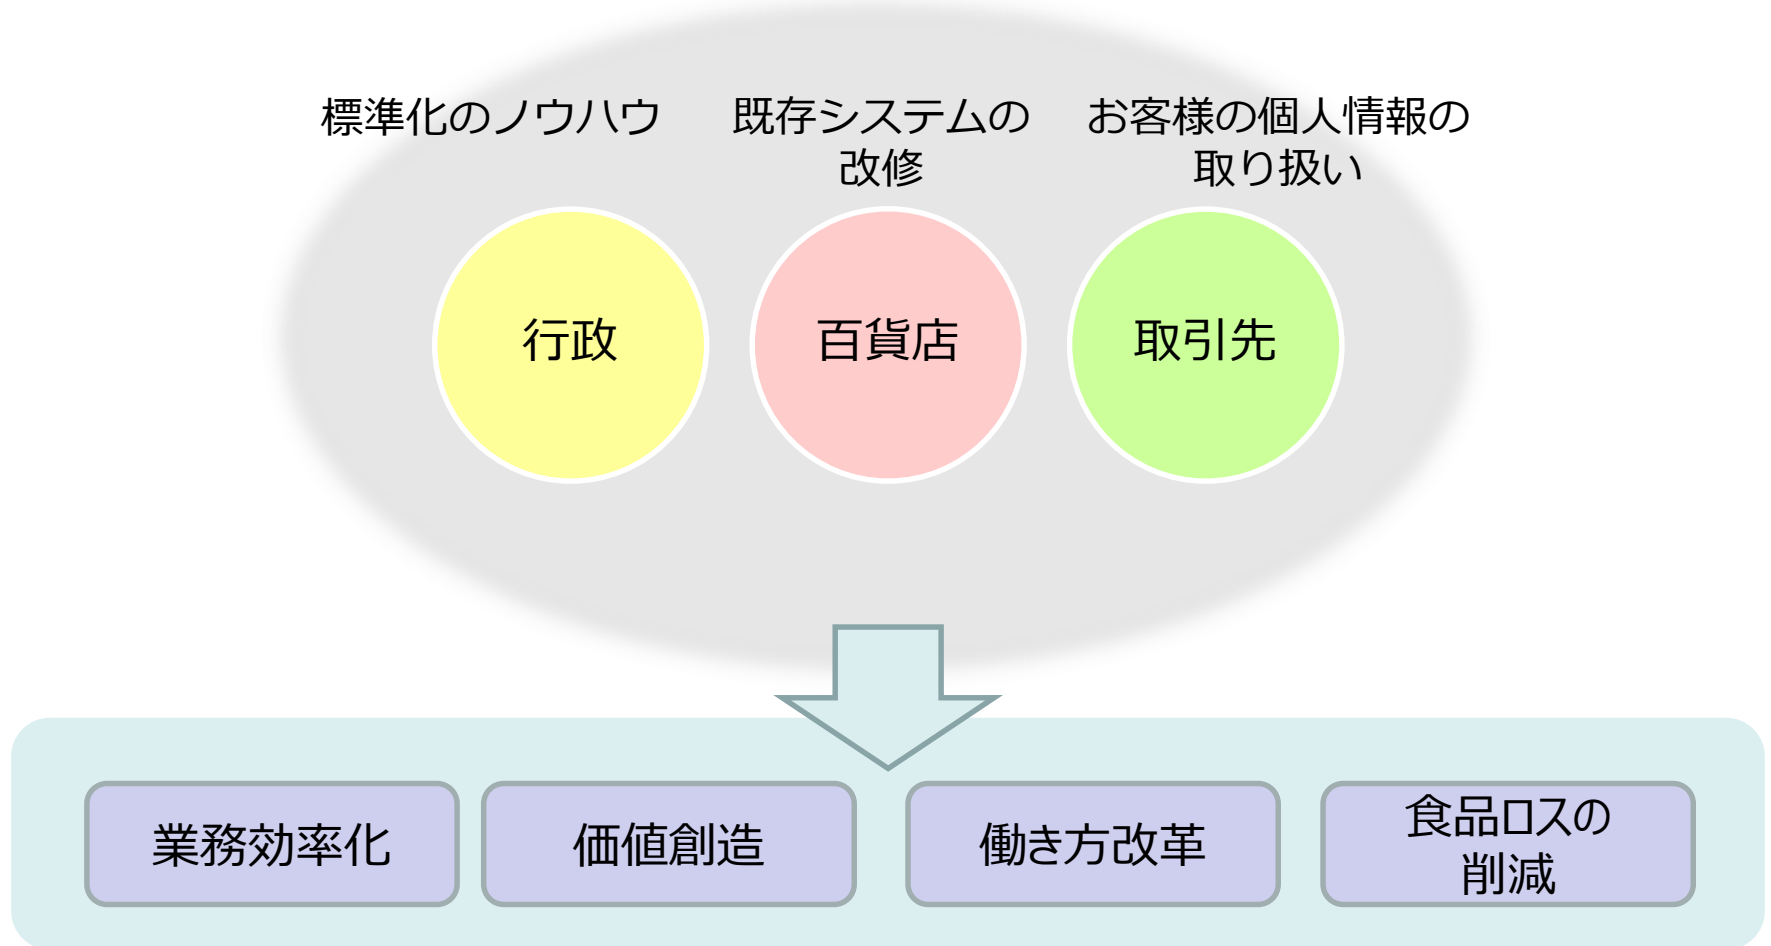 標準化のノウハウ
既存システムの
改修
お客様の個人情報の
取り扱い
行政
百貨店
取引先
業務効率化
価値創造
働き方改革
食品ロスの
削減